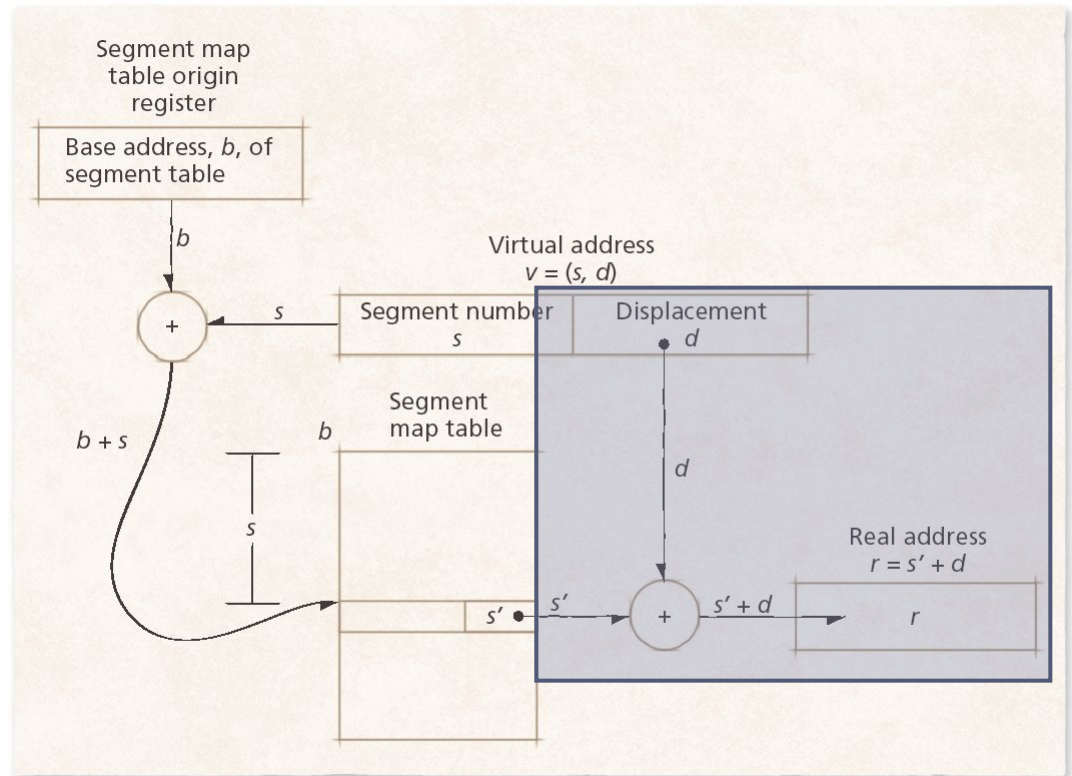 Segment map
table origin
register
Base address, b, of
segment table
b
Virtual address
v = (s, d)
s
Segment number
s
Displacement
d
+
Segment
map table
b
b + s
d
s
Real address
r = s′ + d
s′
s′
+
s′ + d
r